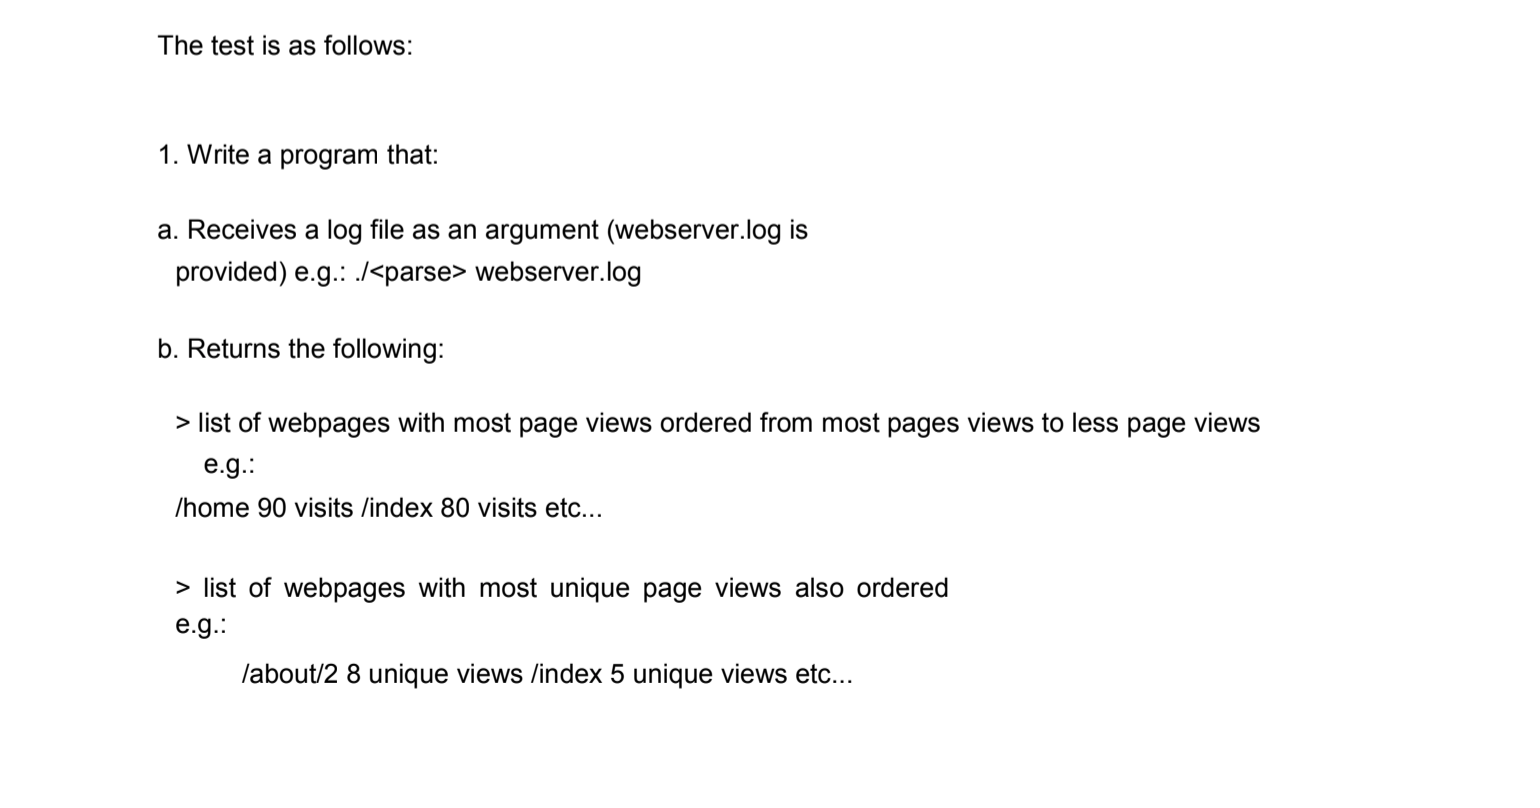 The test is as follows:
1. Write a program that:
a. Receives a log file as an argument (webserver.log is
provided) e.g.: ./<parse> webserver.log
b. Returns the following:
> list of webpages with most page views ordered from most pages views to less page views
e.g.:
/home 90 visits /index 80 visits etc...
> list of webpages with most unique page views also ordered
e.g.:
/about/2 8 unique views /index 5 unique views etc...